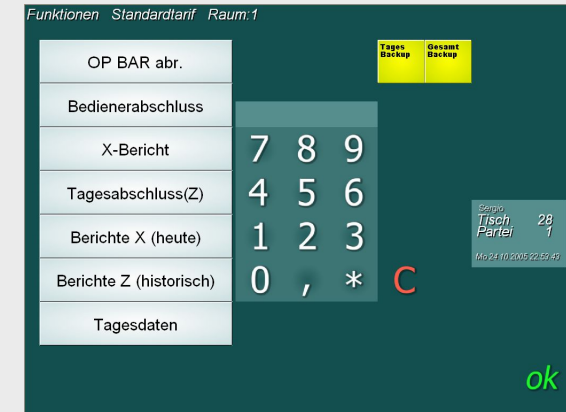 Funktionen Standardtarif Raum:1
OP BAR abr.
Bedienerabschluss
X-Bericht
Tagesabschluss(Z)
Berichte X (heute)
Berichte Z (historisch)
Tagesdaten
7 8 9
4 5 6
1 2 3
0 , * C
Tages Gesamt
Backup Backup
Sergio
Tisch 28
Partei 1
Mo 24 10 2005 22:53:43
ok